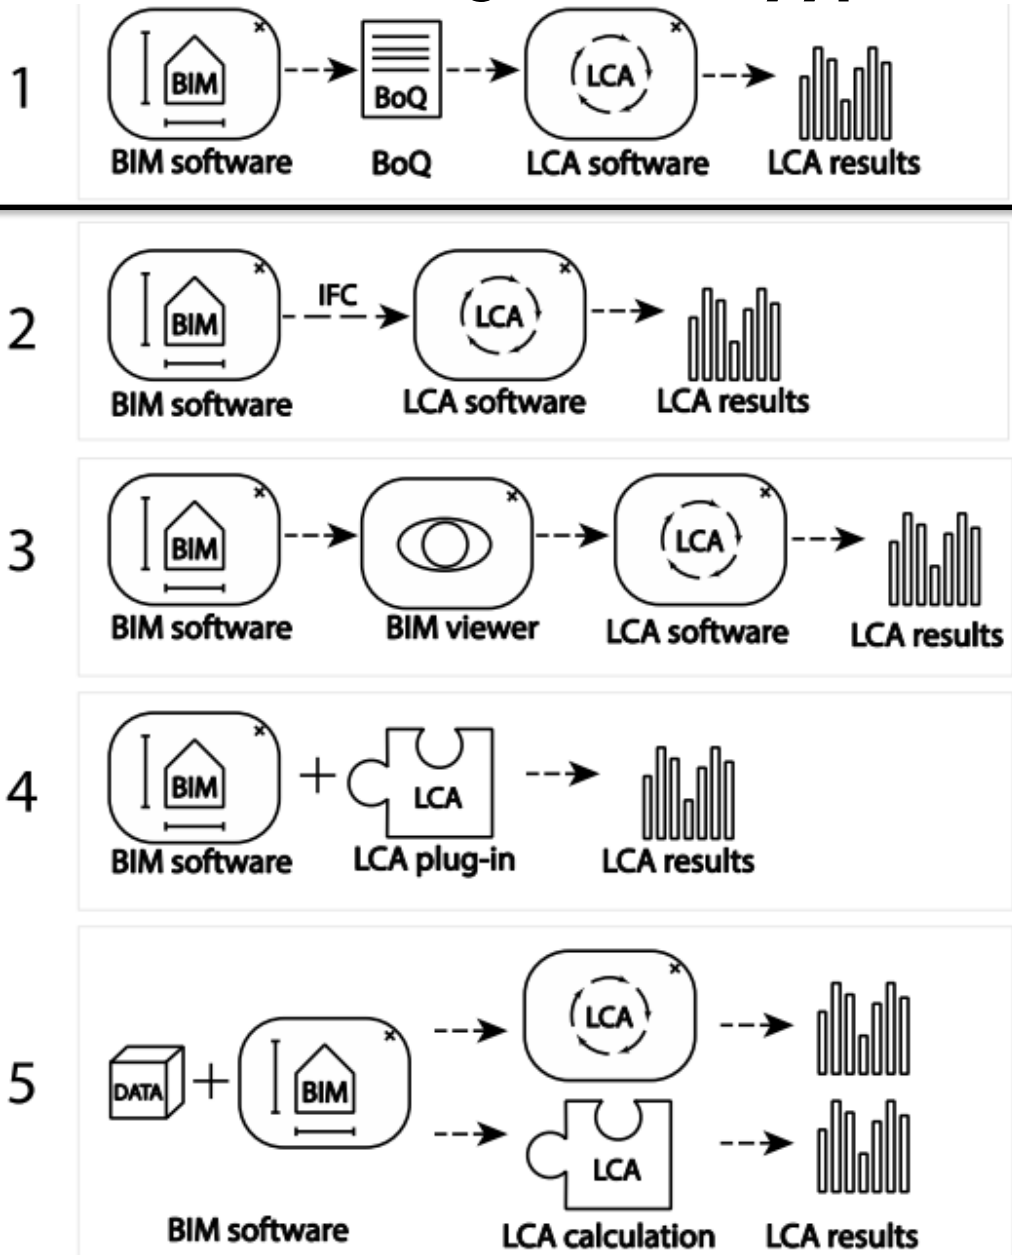 1
BIM
BoQ
LCA
BIM software
BoQ
LCA software
LCA results
2
BIM
IFC
LCA
BIM software
LCA software
LCA results
3
BIM
LCA
BIM software
BIM viewer
LCA software
LCA results
4
BIM
LCA
BIM software
LCA plug-in
LCA results
5
DATA
BIM
LCA
LCA
BIM software
LCA calculation
LCA results